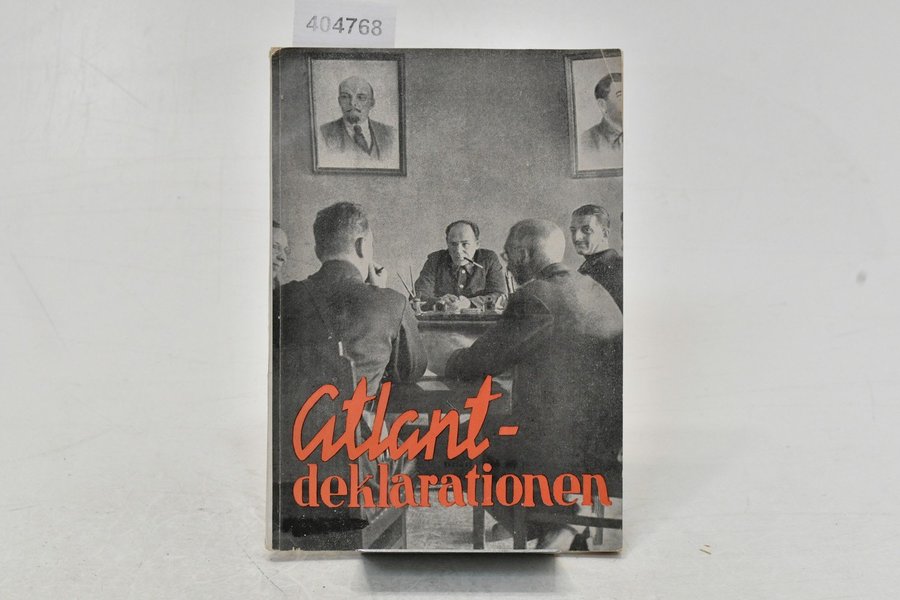 404768
Atlant-
deklarationen